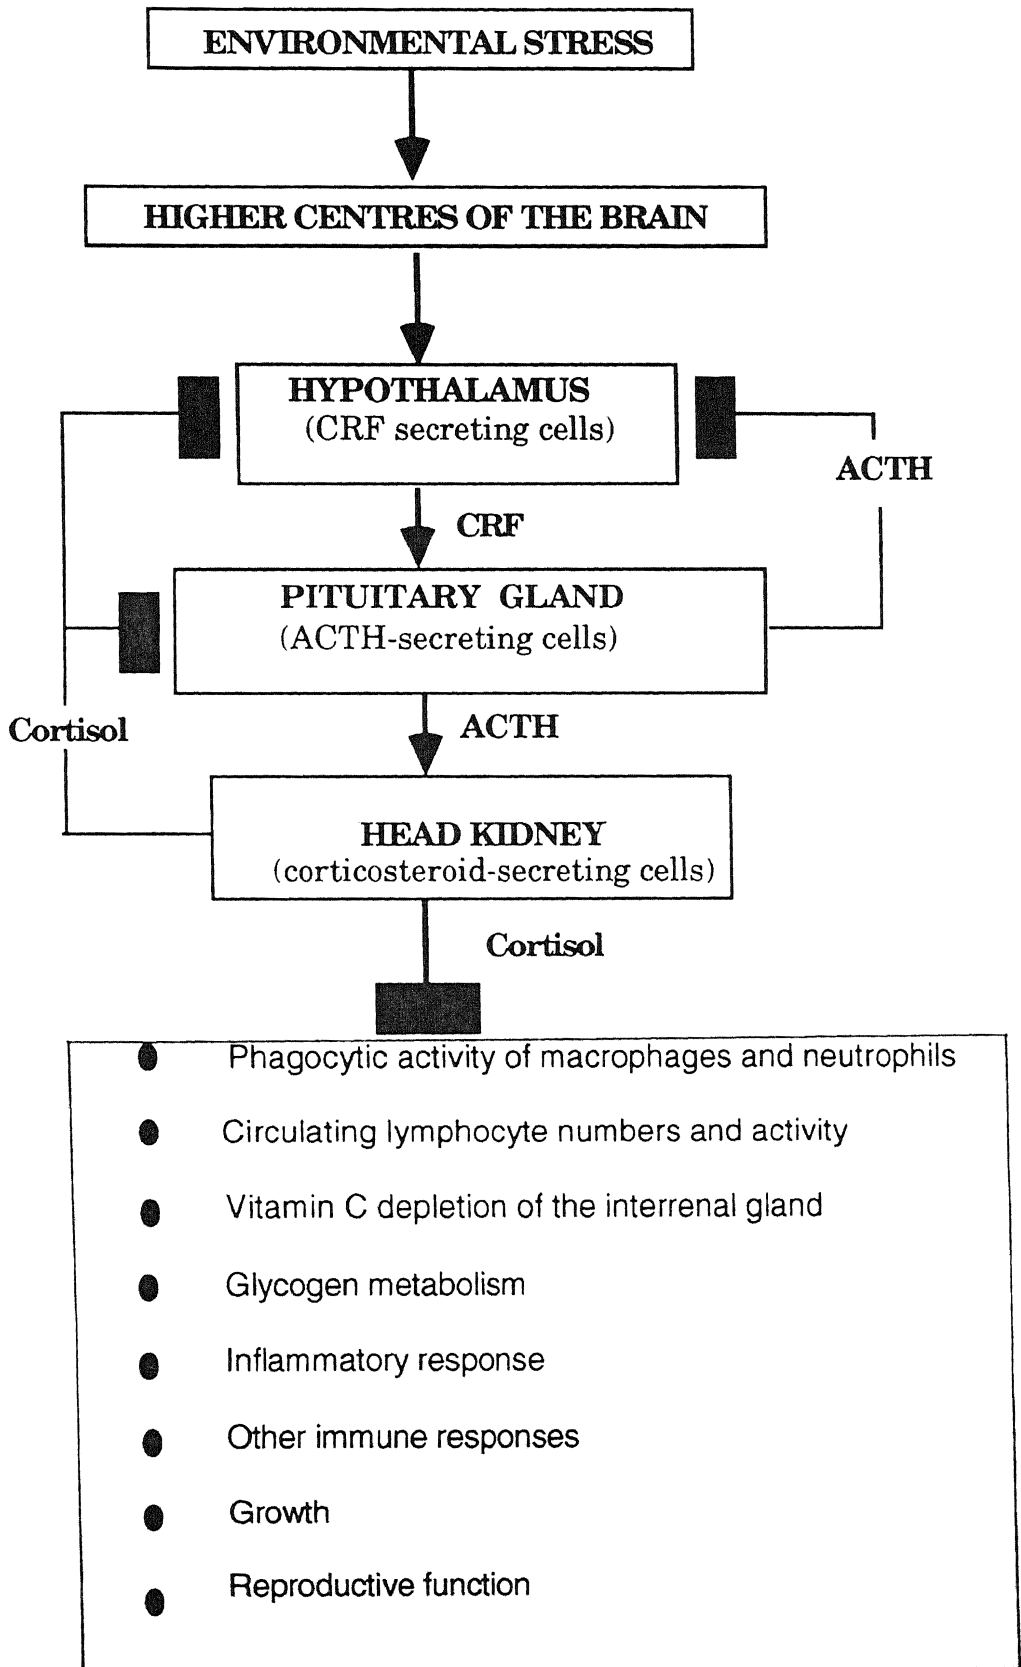 ENVIRONMENTAL STRESS
HIGHER CENTRES OF THE BRAIN
HYPOTHALAMUS
(CRF secreting cells)
ACTH
CRF
PITUITARY GLAND
(ACTH-secreting cells)
Cortisol
ACTH
HEAD KIDNEY
(corticosteroid-secreting cells)
Cortisol
Phagocytic activity of macrophages and neutrophils
Circulating lymphocyte numbers and activity
Vitamin C depletion of the interrenal gland
Glycogen metabolism
Inflammatory response
Other immune responses
Growth
Reproductive function